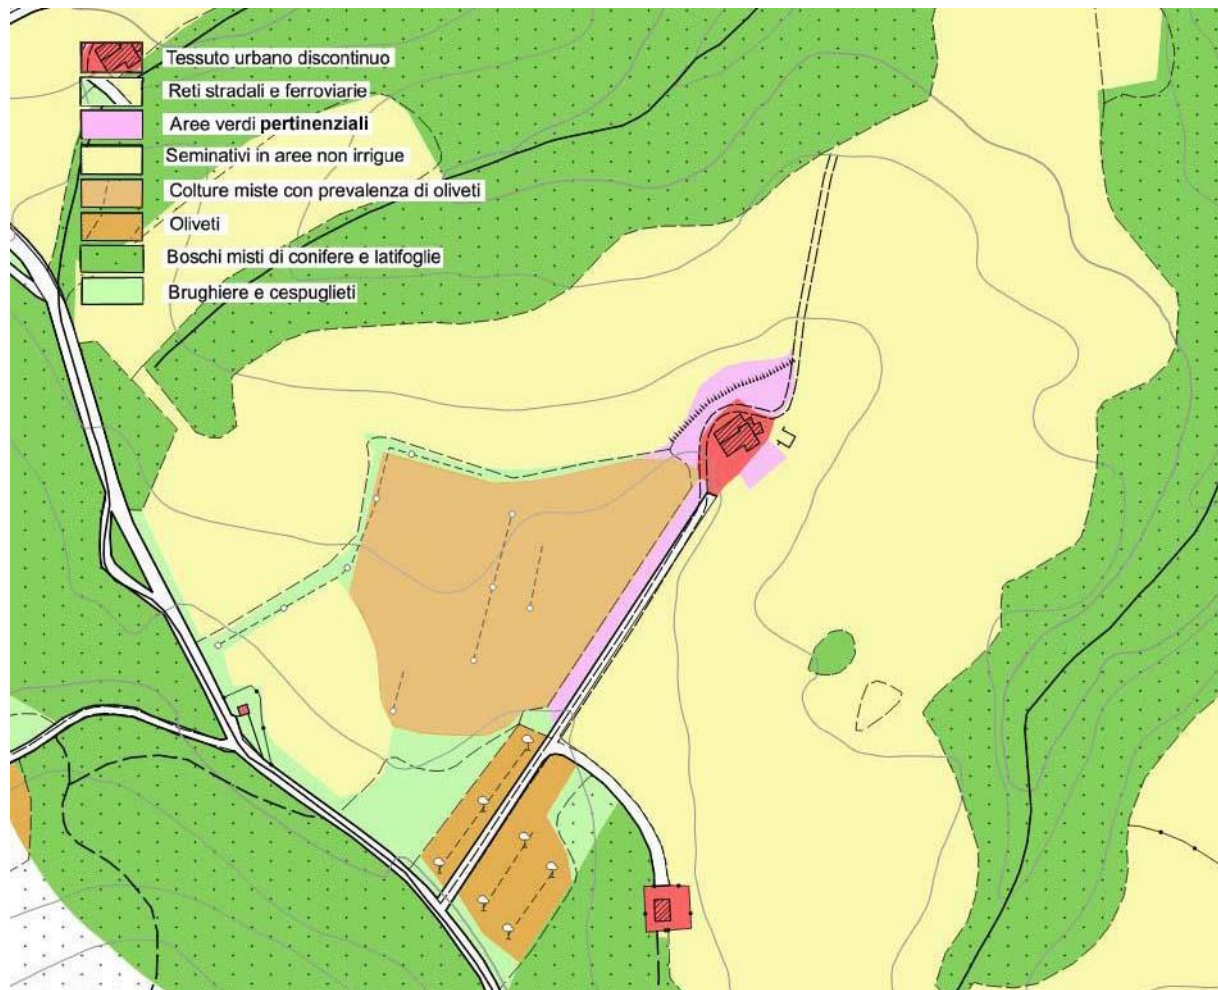 Tessuto urbano discontinuo
Reti stradali e ferroviarie
Aree verdi pertinenziali
Seminativi in aree non irrigue
Colture miste con prevalenza di oliveti
Oliveti
Boschi misti di conifere e latifoglie
Brughiere e cespuglieti